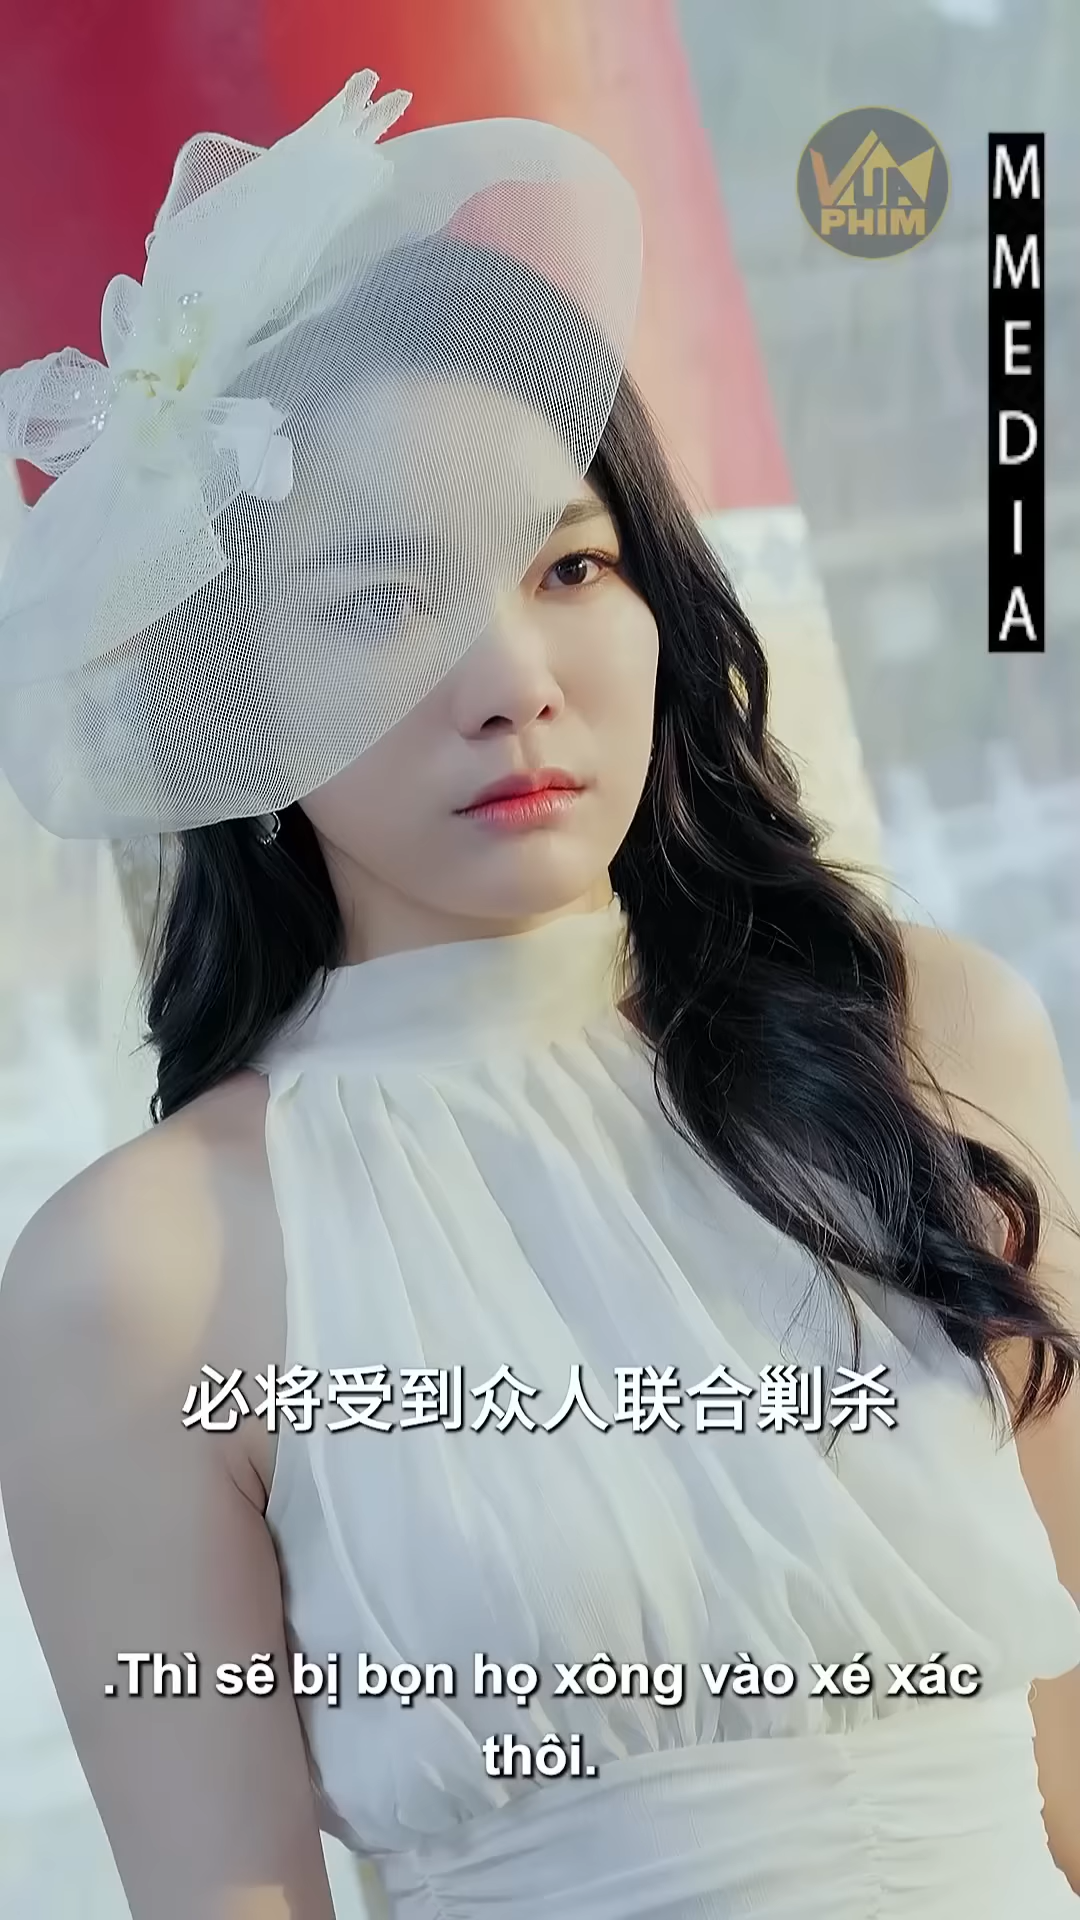 VUA
PHIM
MMEDIA
必将受到众人联合剿杀
.Thì sẽ bị bọn họ xông vào xé xác
thôi.